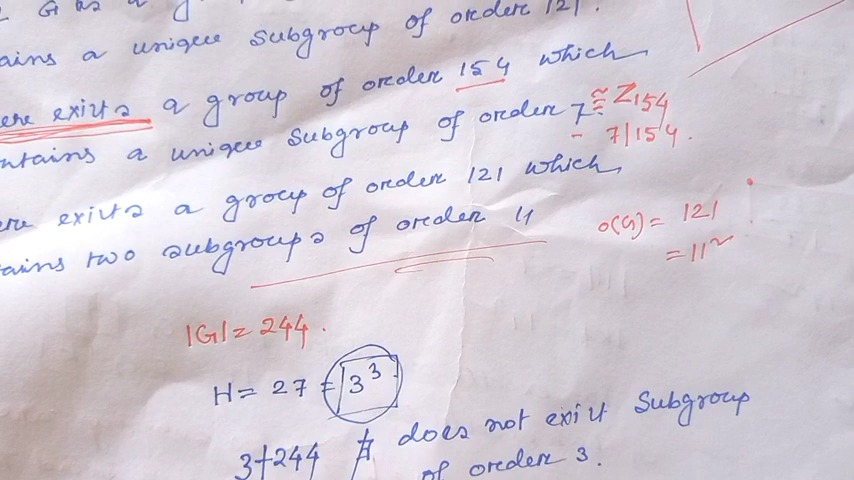 G
ains a unique subgroup of order 121.
ere exists a group of order 154 which
ntains a unique subgroup of order 7 ≅ Z154
- 7|154.
ere exists a group of order 121 which
tains two subgroups of order 11
o(G) = 121
= 11²
|G| = 244.
H = 27 = 3³
3∤244 ∄ does not exist subgroup
of order 3.